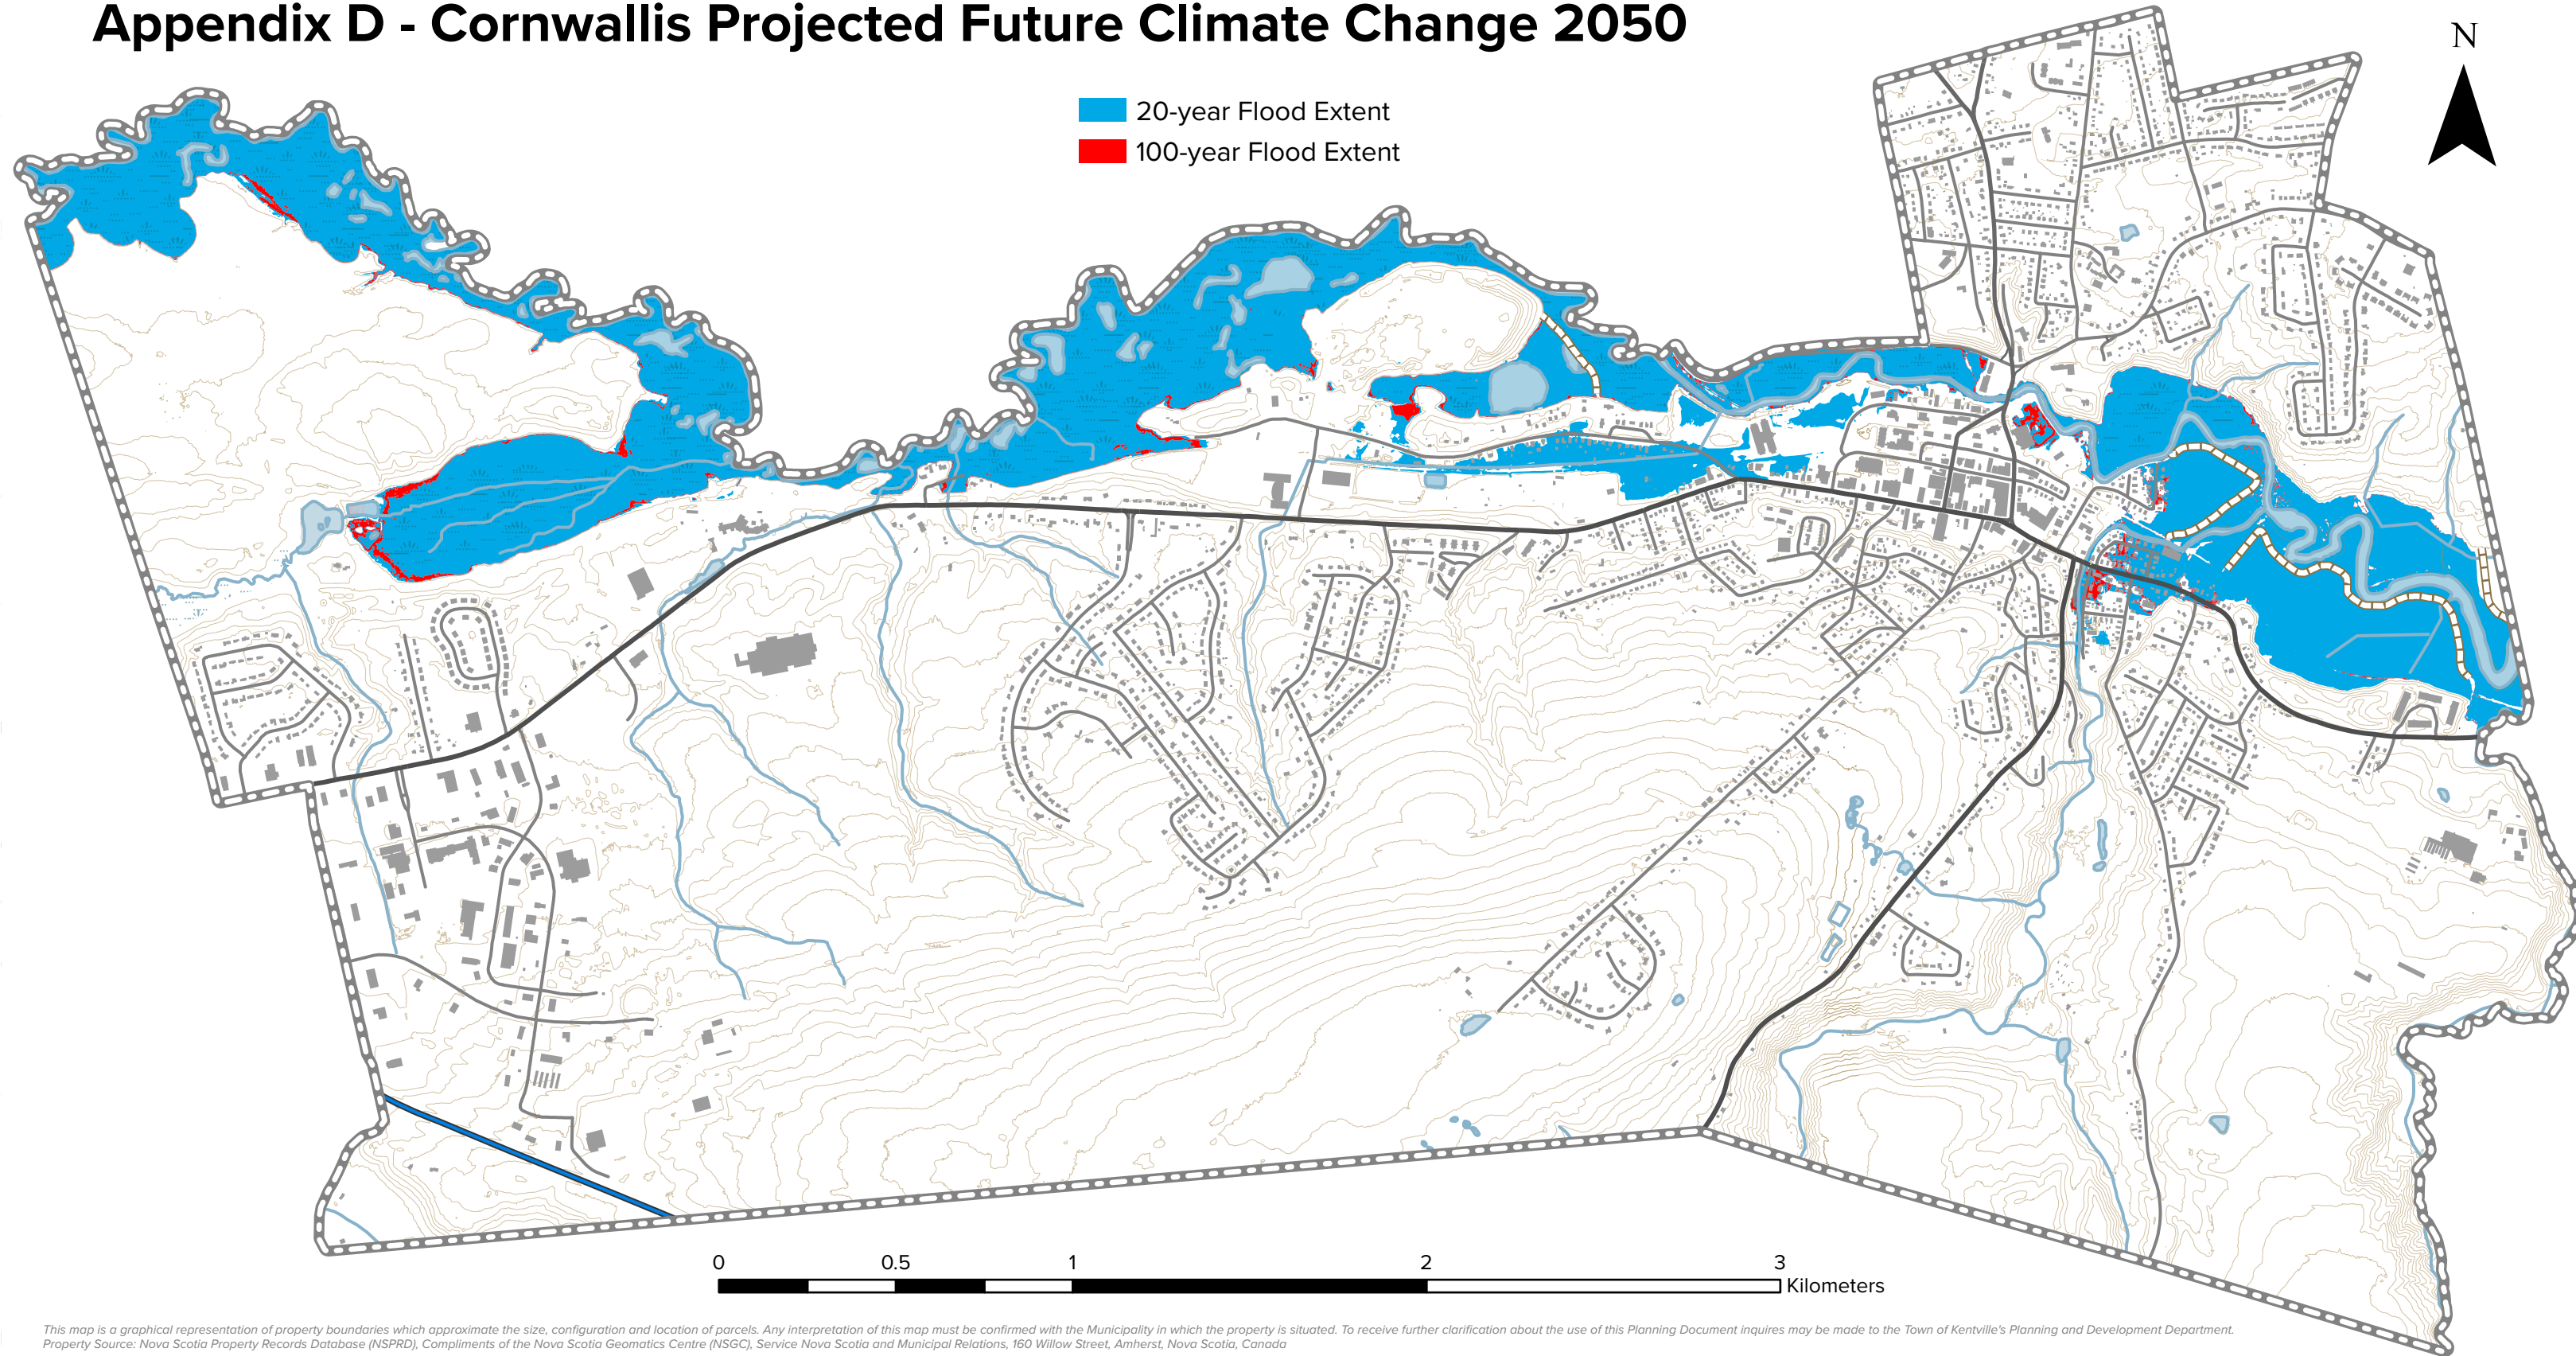 Appendix D - Cornwallis Projected Future Climate Change 2050
N
20-year Flood Extent
100-year Flood Extent
0 0.5 1 2 3
Kilometers
This map is a graphical representation of property boundaries which approximate the size, configuration and location of parcels. Any interpretation of this map must be confirmed with the Municipality in which the property is situated. To receive further clarification about the use of this Planning Document inquires may be made to the Town of Kentville's Planning and Development Department.
Property Source: Nova Scotia Property Records Database (NSPRD), Compliments of the Nova Scotia Geomatics Centre (NSGC), Service Nova Scotia and Municipal Relations, 160 Willow Street, Amherst, Nova Scotia, Canada